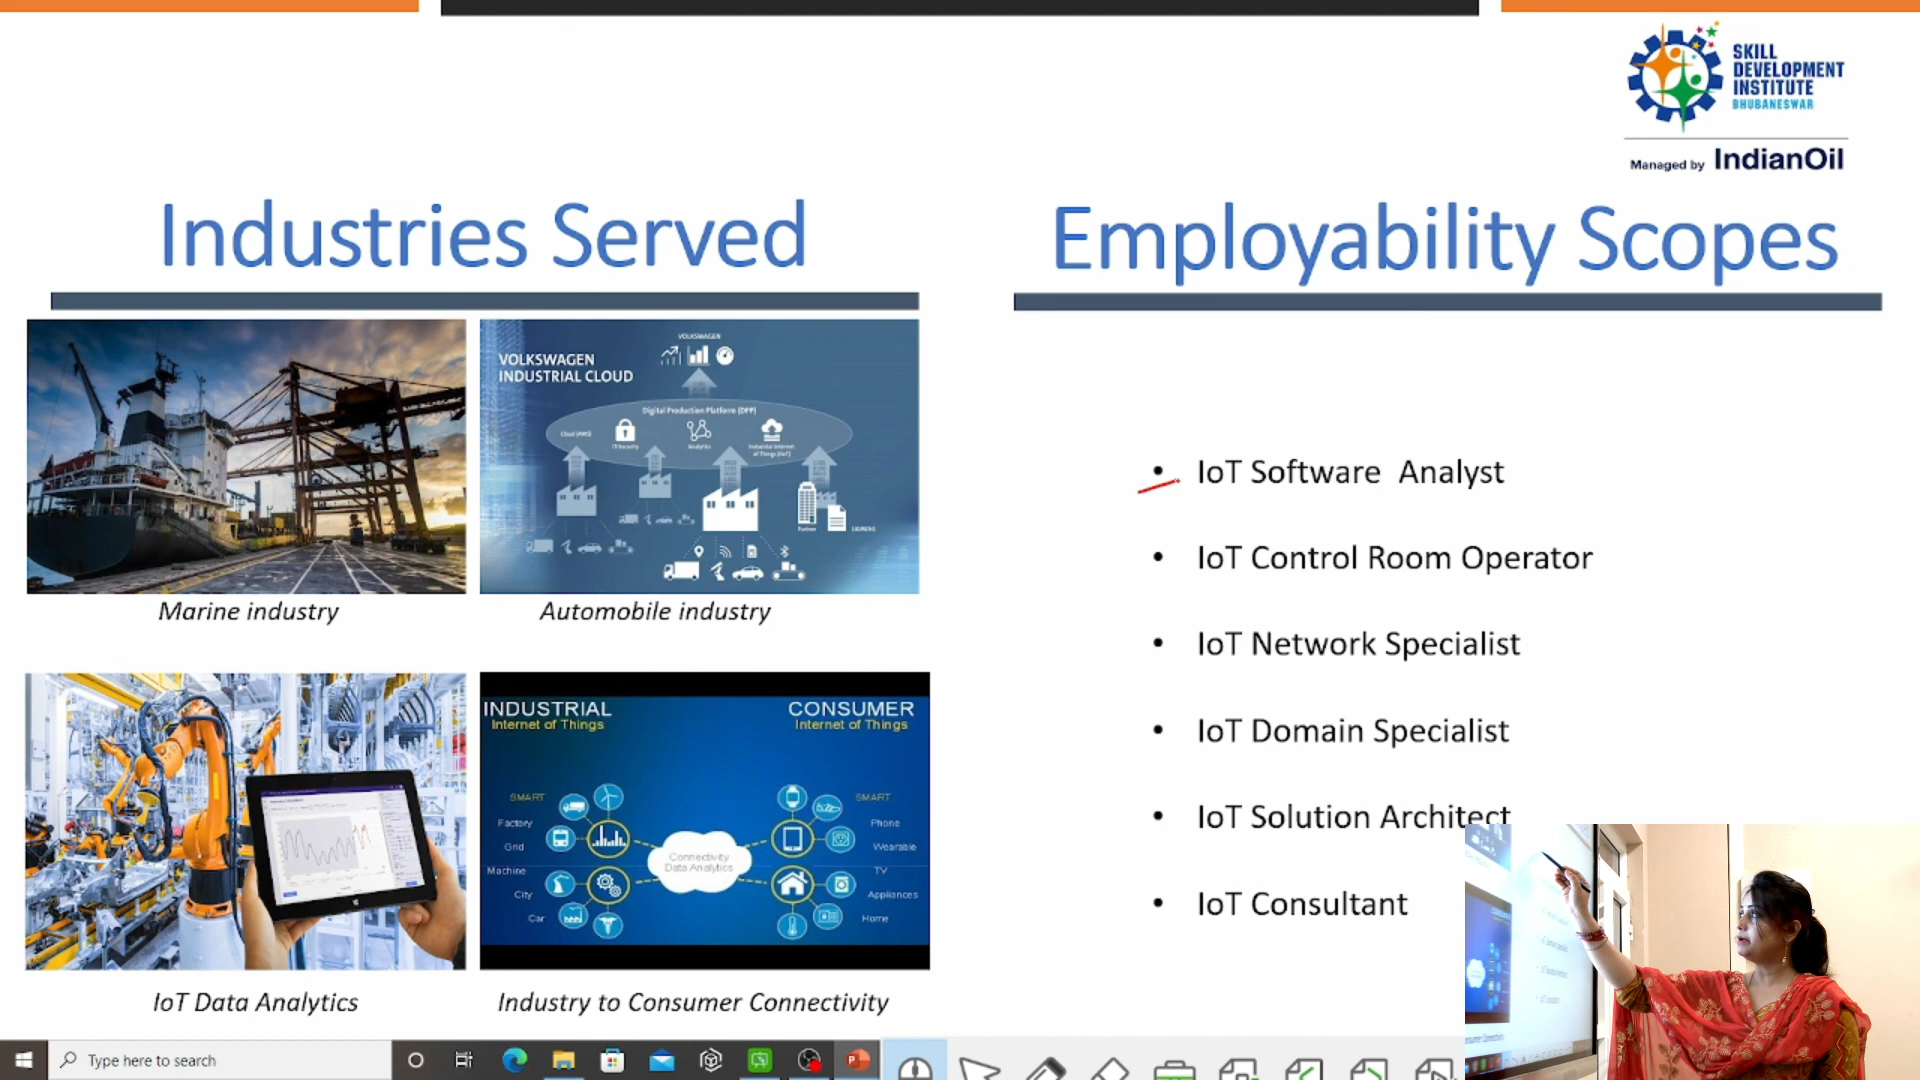 SKILL
DEVELOPMENT
INSTITUTE
BHUBANESWAR
Managed by IndianOil
Industries Served
Employability Scopes
VOLKSWAGEN
VOLKSWAGEN
INDUSTRIAL CLOUD
Digital Production Platform (DPP)
Cloud (AWS)
IT-Security
Analytics
Industrial Internet
of Things (IoT)
Partner
SIEMENS
Marine industry
Automobile industry
INDUSTRIAL
Internet of Things
CONSUMER
Internet of Things
SMART
Factory
Grid
Machine
City
Car
Connectivity
Data Analytics
SMART
Phone
Wearable
TV
Appliances
Home
IoT Data Analytics
Industry to Consumer Connectivity
• IoT Software Analyst
• IoT Control Room Operator
• IoT Network Specialist
• IoT Domain Specialist
• IoT Solution Architect
• IoT Consultant
Type here to search